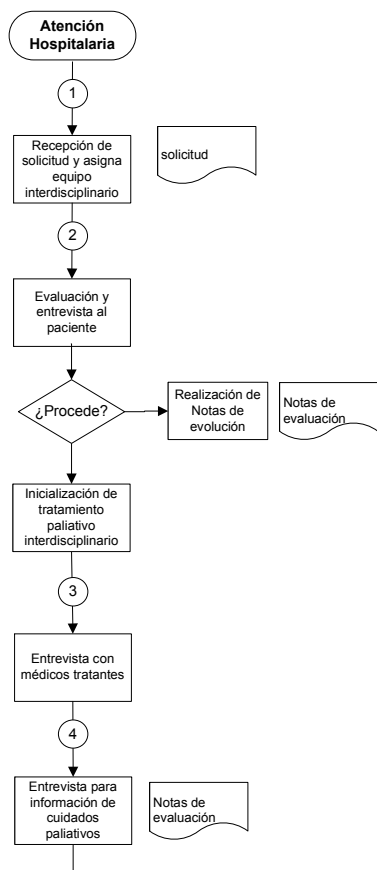 Atención
Hospitalaria
1
Recepción de
solicitud y asigna
equipo
interdisciplinario
solicitud
2
Evaluación y
entrevista al
paciente
¿Procede?
Realización de
Notas de
evolución
Notas de
evaluación
Inicialización de
tratamiento
paliativo
interdisciplinario
3
Entrevista con
médicos tratantes
4
Entrevista para
información de
cuidados
paliativos
Notas de
evaluación